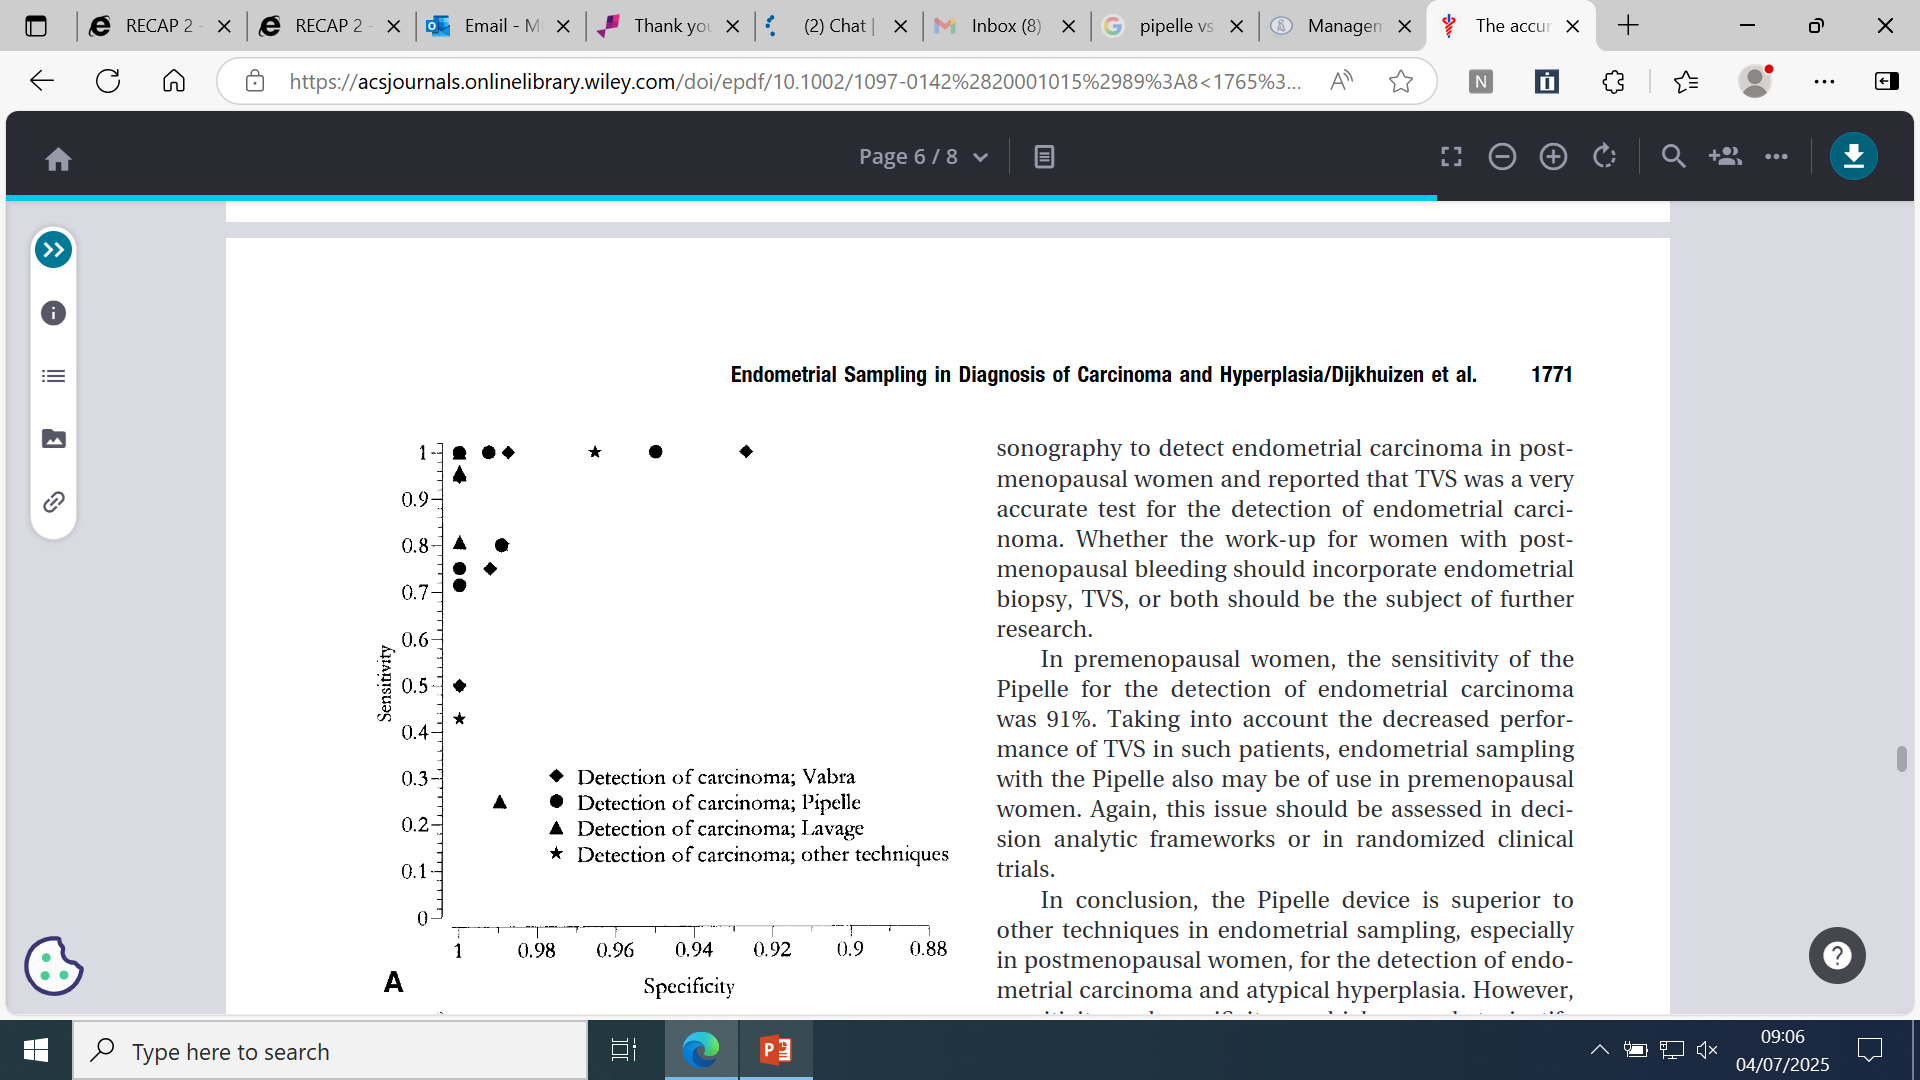 RECAP 2 -
RECAP 2 -
Email - M
Thank you
(2) Chat |
Inbox (8)
pipelle vs
Managem
The accur
https://acsjournals.onlinelibrary.wiley.com/doi/epdf/10.1002/1097-0142%2820001015%2989%3A8<1765%3...
Page 6 / 8
Endometrial Sampling in Diagnosis of Carcinoma and Hyperplasia/Dijkhuizen et al. 1771
1
0.9
0.8
0.7
0.6
0.5
0.4
0.3
0.2
0.1
0
Sensitivity
Detection of carcinoma; Vabra
Detection of carcinoma; Pipelle
Detection of carcinoma; Lavage
Detection of carcinoma; other techniques
1 0.98 0.96 0.94 0.92 0.9 0.88
Specificity
A
sonography to detect endometrial carcinoma in post-
menopausal women and reported that TVS was a very
accurate test for the detection of endometrial carci-
noma. Whether the work-up for women with post-
menopausal bleeding should incorporate endometrial
biopsy, TVS, or both should be the subject of further
research.
In premenopausal women, the sensitivity of the
Pipelle for the detection of endometrial carcinoma
was 91%. Taking into account the decreased perfor-
mance of TVS in such patients, endometrial sampling
with the Pipelle also may be of use in premenopausal
women. Again, this issue should be assessed in deci-
sion analytic frameworks or in randomized clinical
trials.
In conclusion, the Pipelle device is superior to
other techniques in endometrial sampling, especially
in postmenopausal women, for the detection of endo-
metrial carcinoma and atypical hyperplasia. However,
Type here to search
09:06
04/07/2025